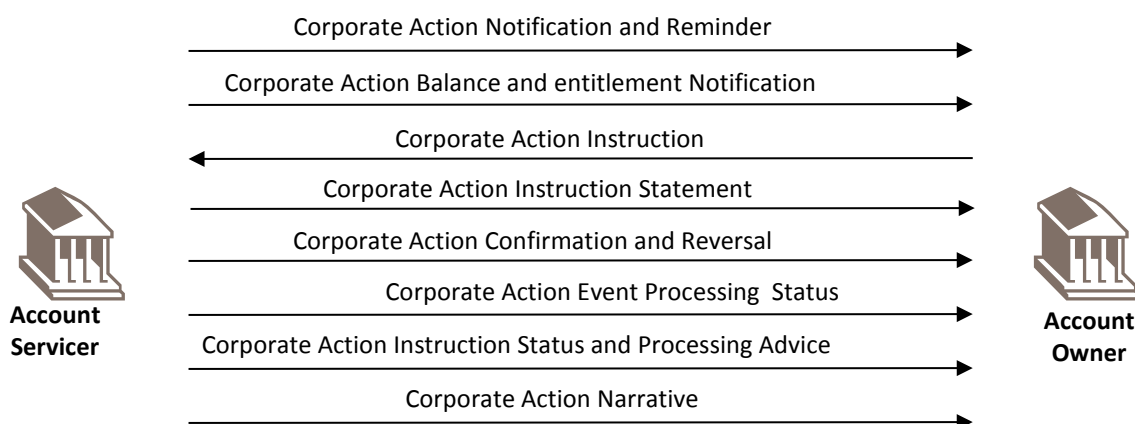 Corporate Action Notification and Reminder
Corporate Action Balance and entitlement Notification
Corporate Action Instruction
Corporate Action Instruction Statement
Corporate Action Confirmation and Reversal
Corporate Action Event Processing  Status
Corporate Action Instruction Status and Processing Advice
Corporate Action Narrative
Account
Servicer
Account
Owner